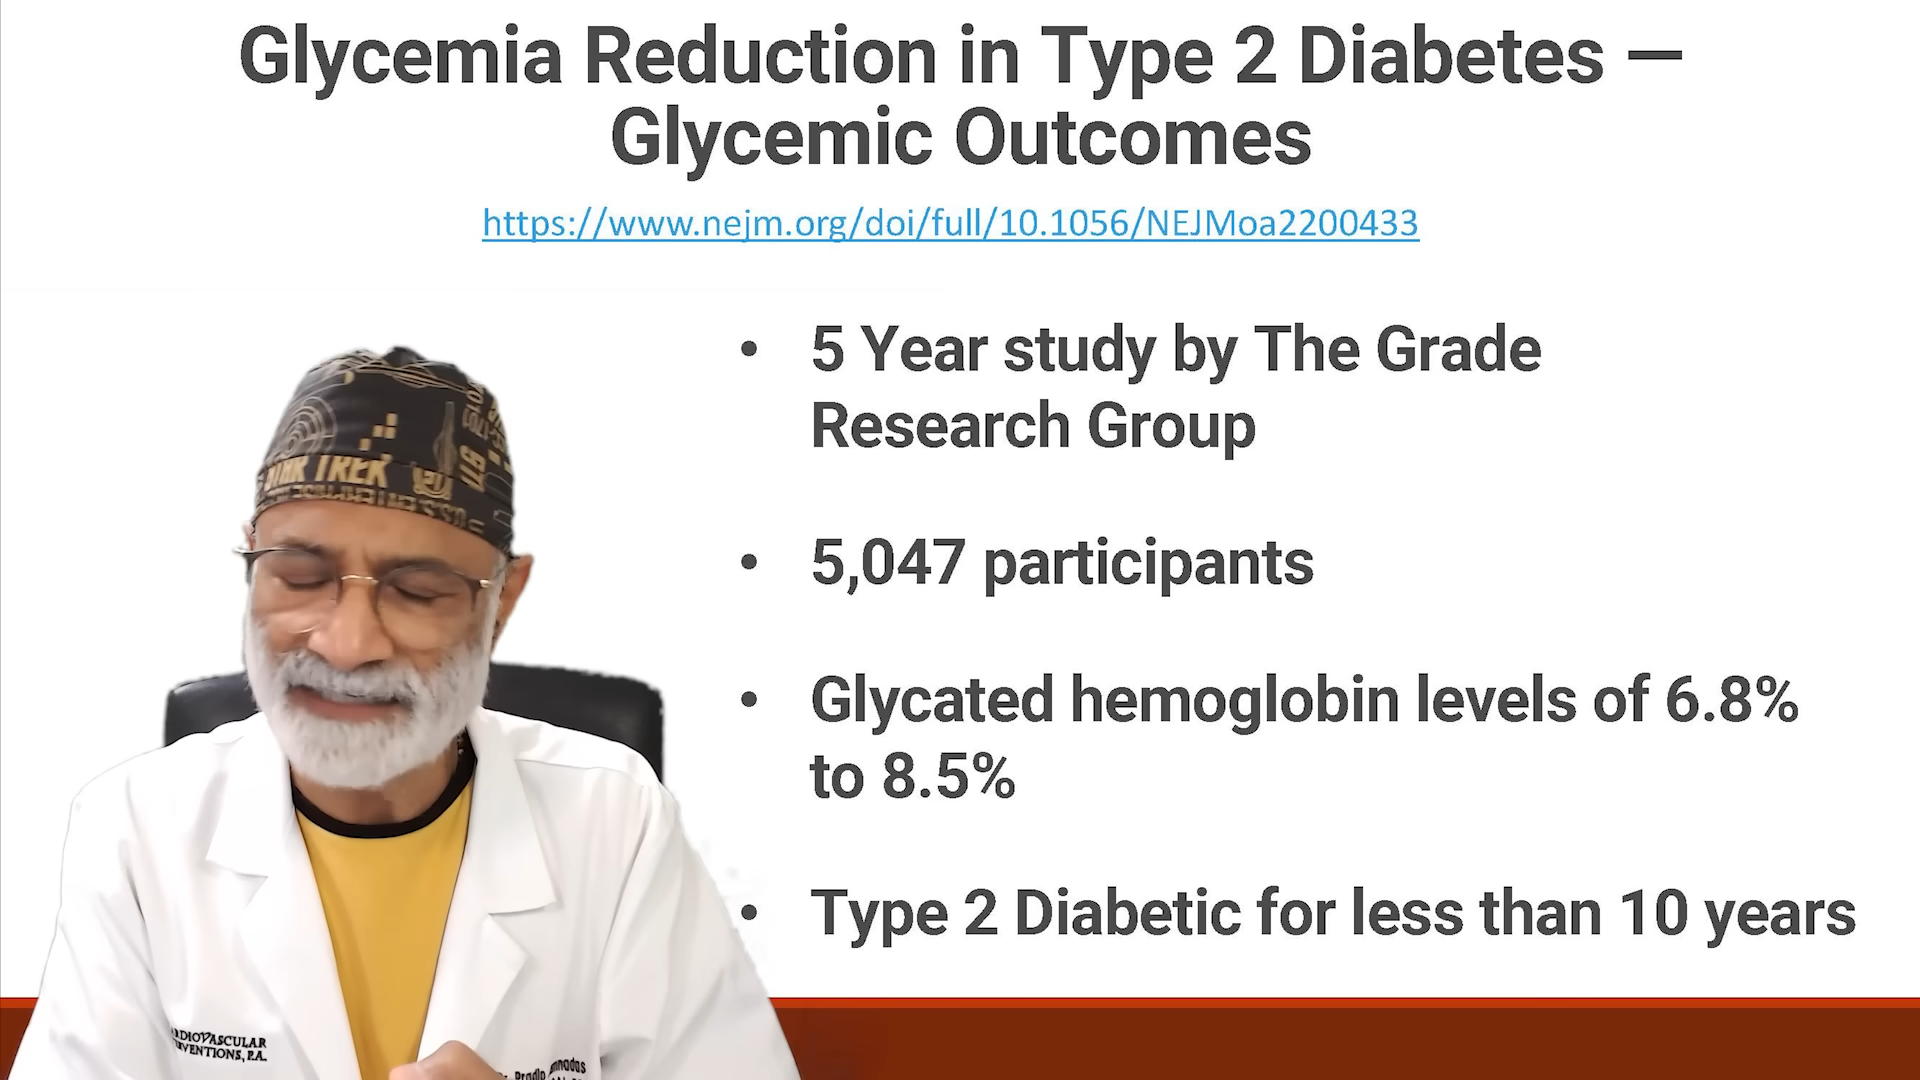 Glycemia Reduction in Type 2 Diabetes —
Glycemic Outcomes
https://www.nejm.org/doi/full/10.1056/NEJMoa2200433
• 5 Year study by The Grade
Research Group
• 5,047 participants
• Glycated hemoglobin levels of 6.8%
to 8.5%
• Type 2 Diabetic for less than 10 years
TREK